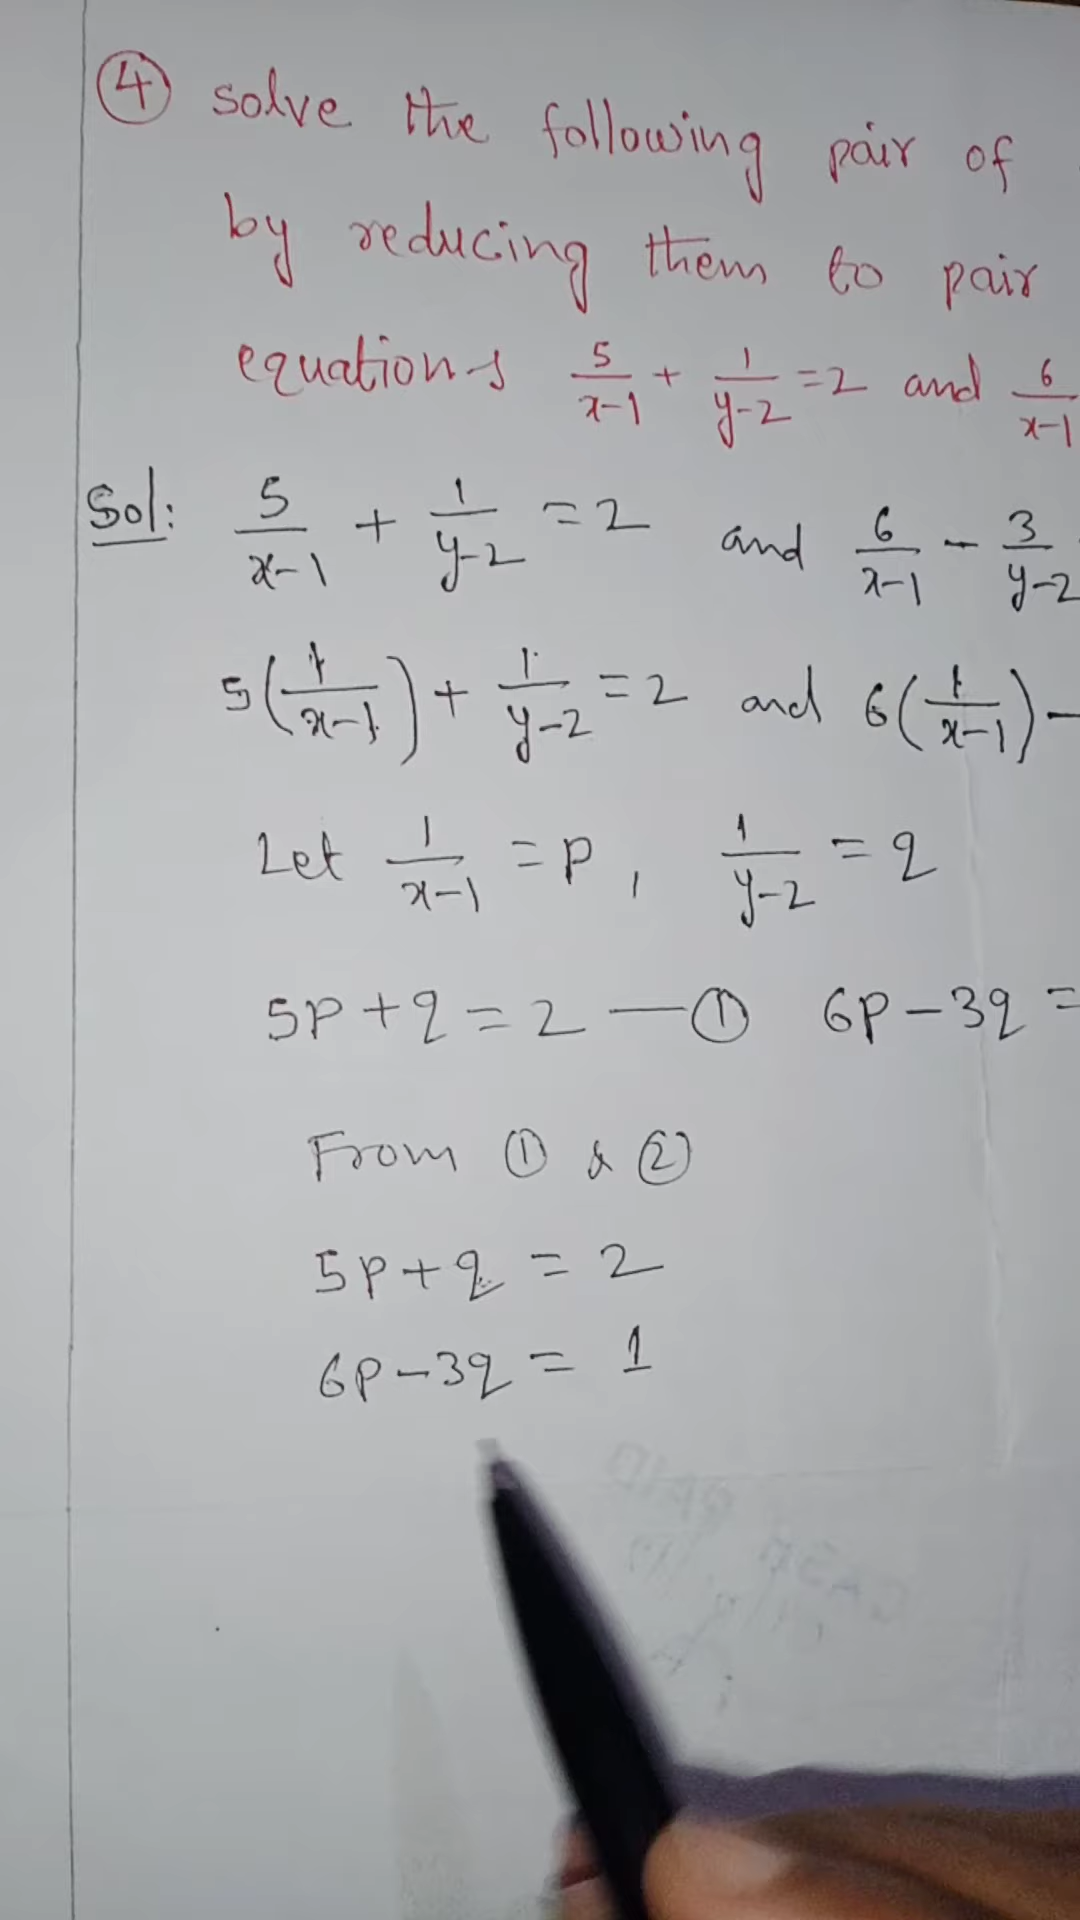 ④ solve the following pair of
by reducing them to pair
equations 5/x-1 + 1/y-2 =2 and 6/x-1
Sol: 5/x-1 + 1/y-2 =2 and 6/x-1 - 3/y-2
5(1/x-1) + 1/y-2 =2 and 6(1/x-1) -
Let 1/x-1 =p, 1/y-2 =q
5p+q=2 —① 6p-3q =
From ① & ②
5p+q = 2
6p-3q = 1